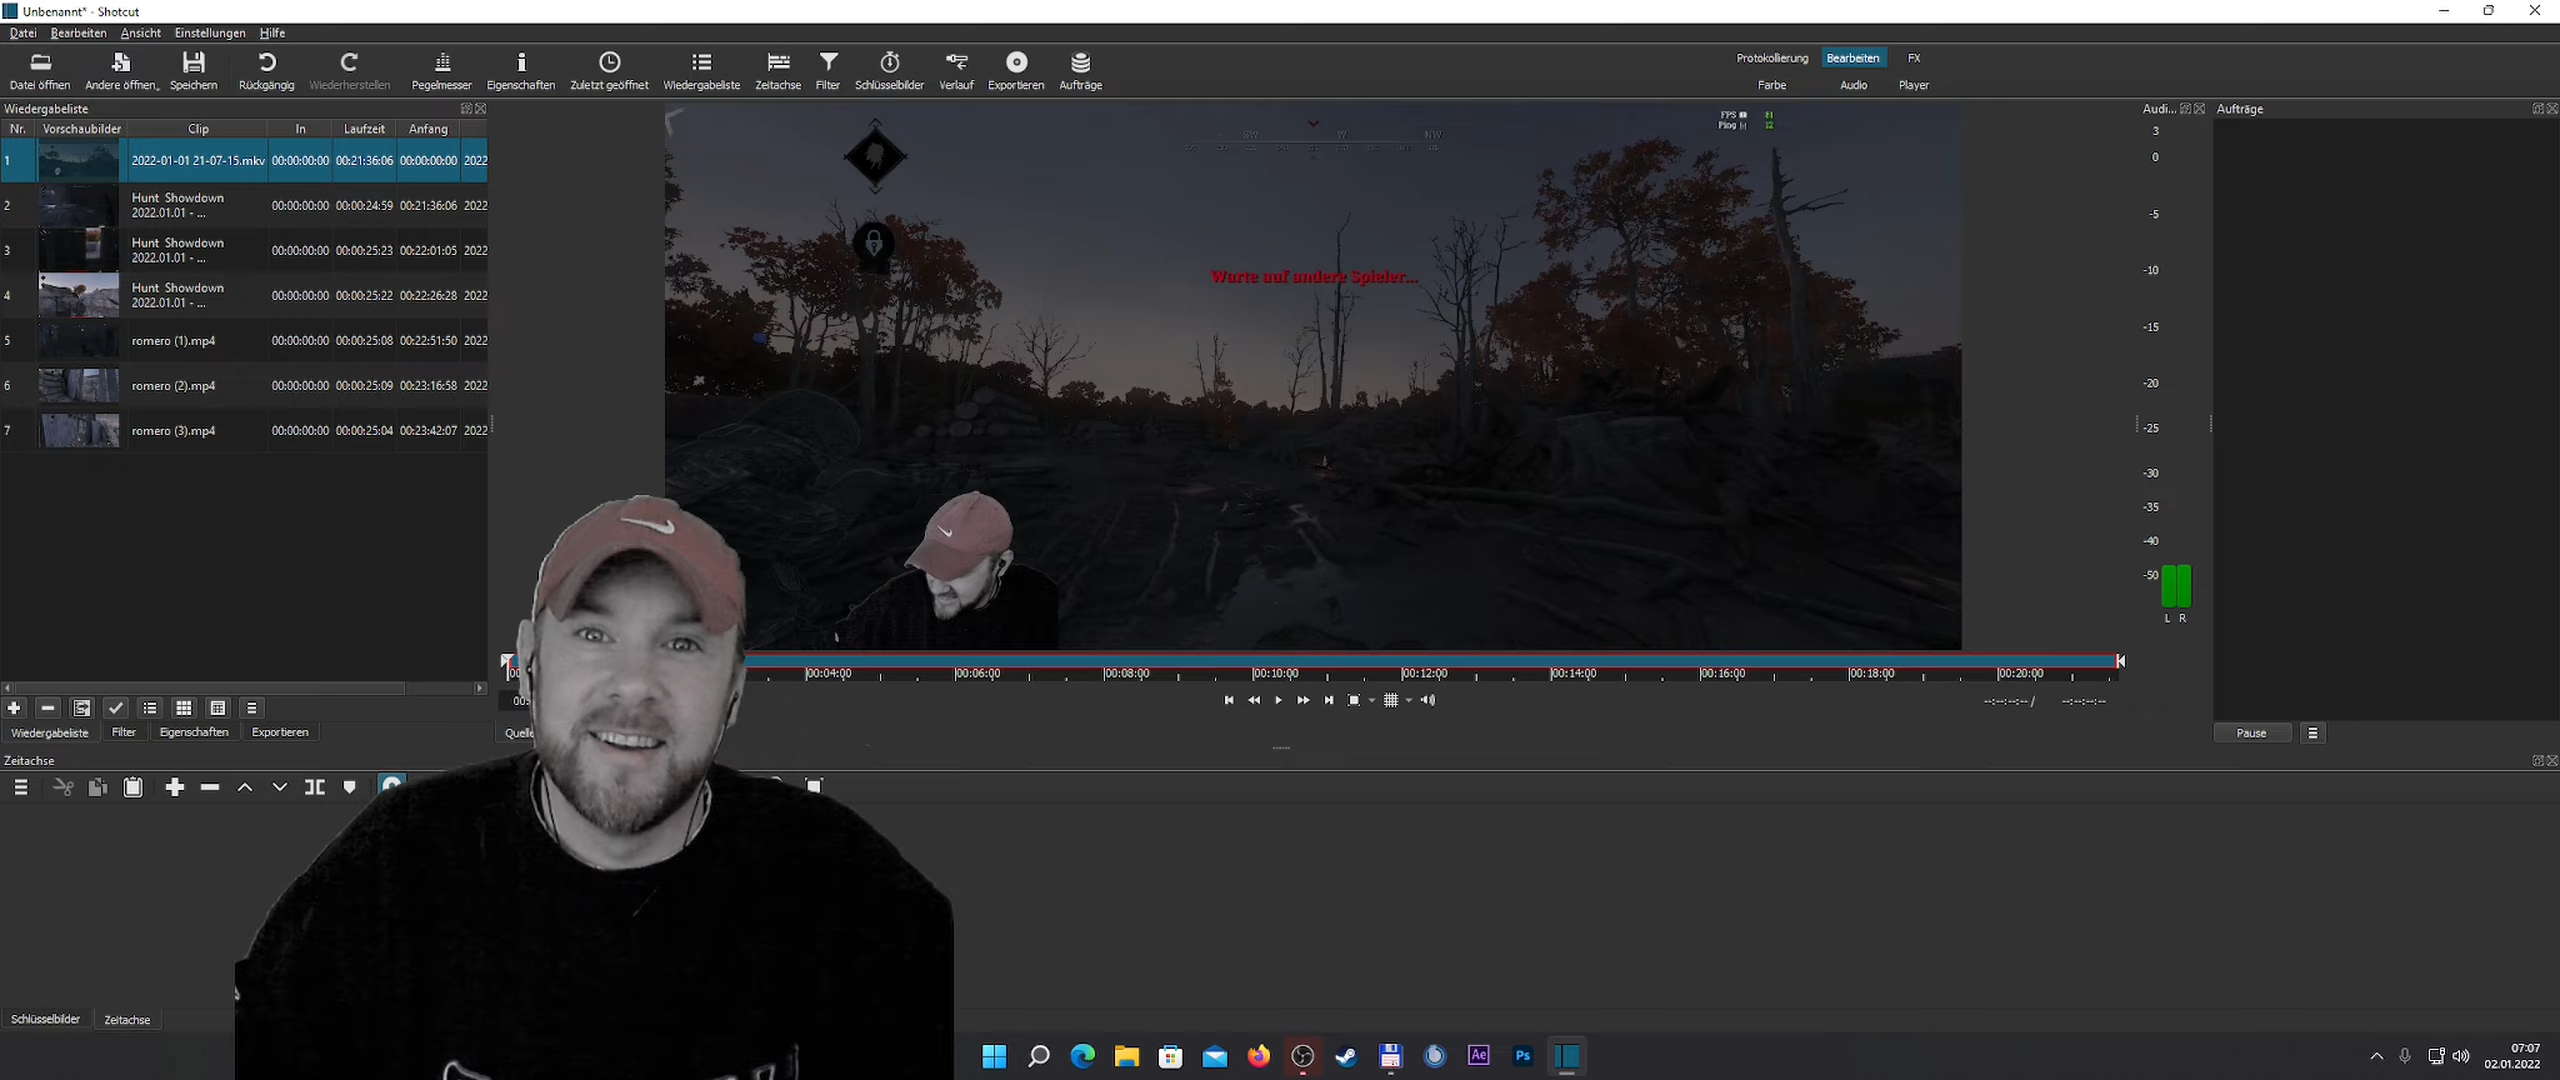 Unbenannt* - Shotcut
Datei Bearbeiten Ansicht Einstellungen Hilfe
Datei öffnen Andere öffnen Speichern Rückgängig Wiederherstellen Pegelmesser Eigenschaften Zuletzt geöffnet Wiedergabeliste Zeitachse Filter Schlüsselbilder Verlauf Exportieren Aufträge
Protokollierung Bearbeiten FX
Farbe Audio Player
Wiedergabeliste
Nr. Vorschaubilder Clip In Laufzeit Anfang
1 2022-01-01 21-07-15.mkv 00:00:00:00 00:21:36:06 00:00:00:00 2022
2 Hunt Showdown 2022.01.01 - ... 00:00:00:00 00:00:24:59 00:21:36:06 2022
3 Hunt Showdown 2022.01.01 - ... 00:00:00:00 00:00:25:23 00:22:01:05 2022
4 Hunt Showdown 2022.01.01 - ... 00:00:00:00 00:00:25:22 00:22:26:28 2022
5 romero (1).mp4 00:00:00:00 00:00:25:08 00:22:51:50 2022
6 romero (2).mp4 00:00:00:00 00:00:25:09 00:23:16:58 2022
7 romero (3).mp4 00:00:00:00 00:00:25:04 00:23:42:07 2022
Wiedergabeliste Filter Eigenschaften Exportieren
SW W NW
FPS 81
Ping 12
Warte auf andere Spieler...
00:04:00 00:06:00 00:08:00 00:10:00 00:12:00 00:14:00 00:16:00 00:18:00 00:20:00
--:--:--:-- / --:--:--:--
Quelle
Audi...
3
0
-5
-10
-15
-20
-25
-30
-35
-40
-50
L R
Aufträge
Pause
Zeitachse
Schlüsselbilder Zeitachse
Ae Ps
07:07
02.01.2022